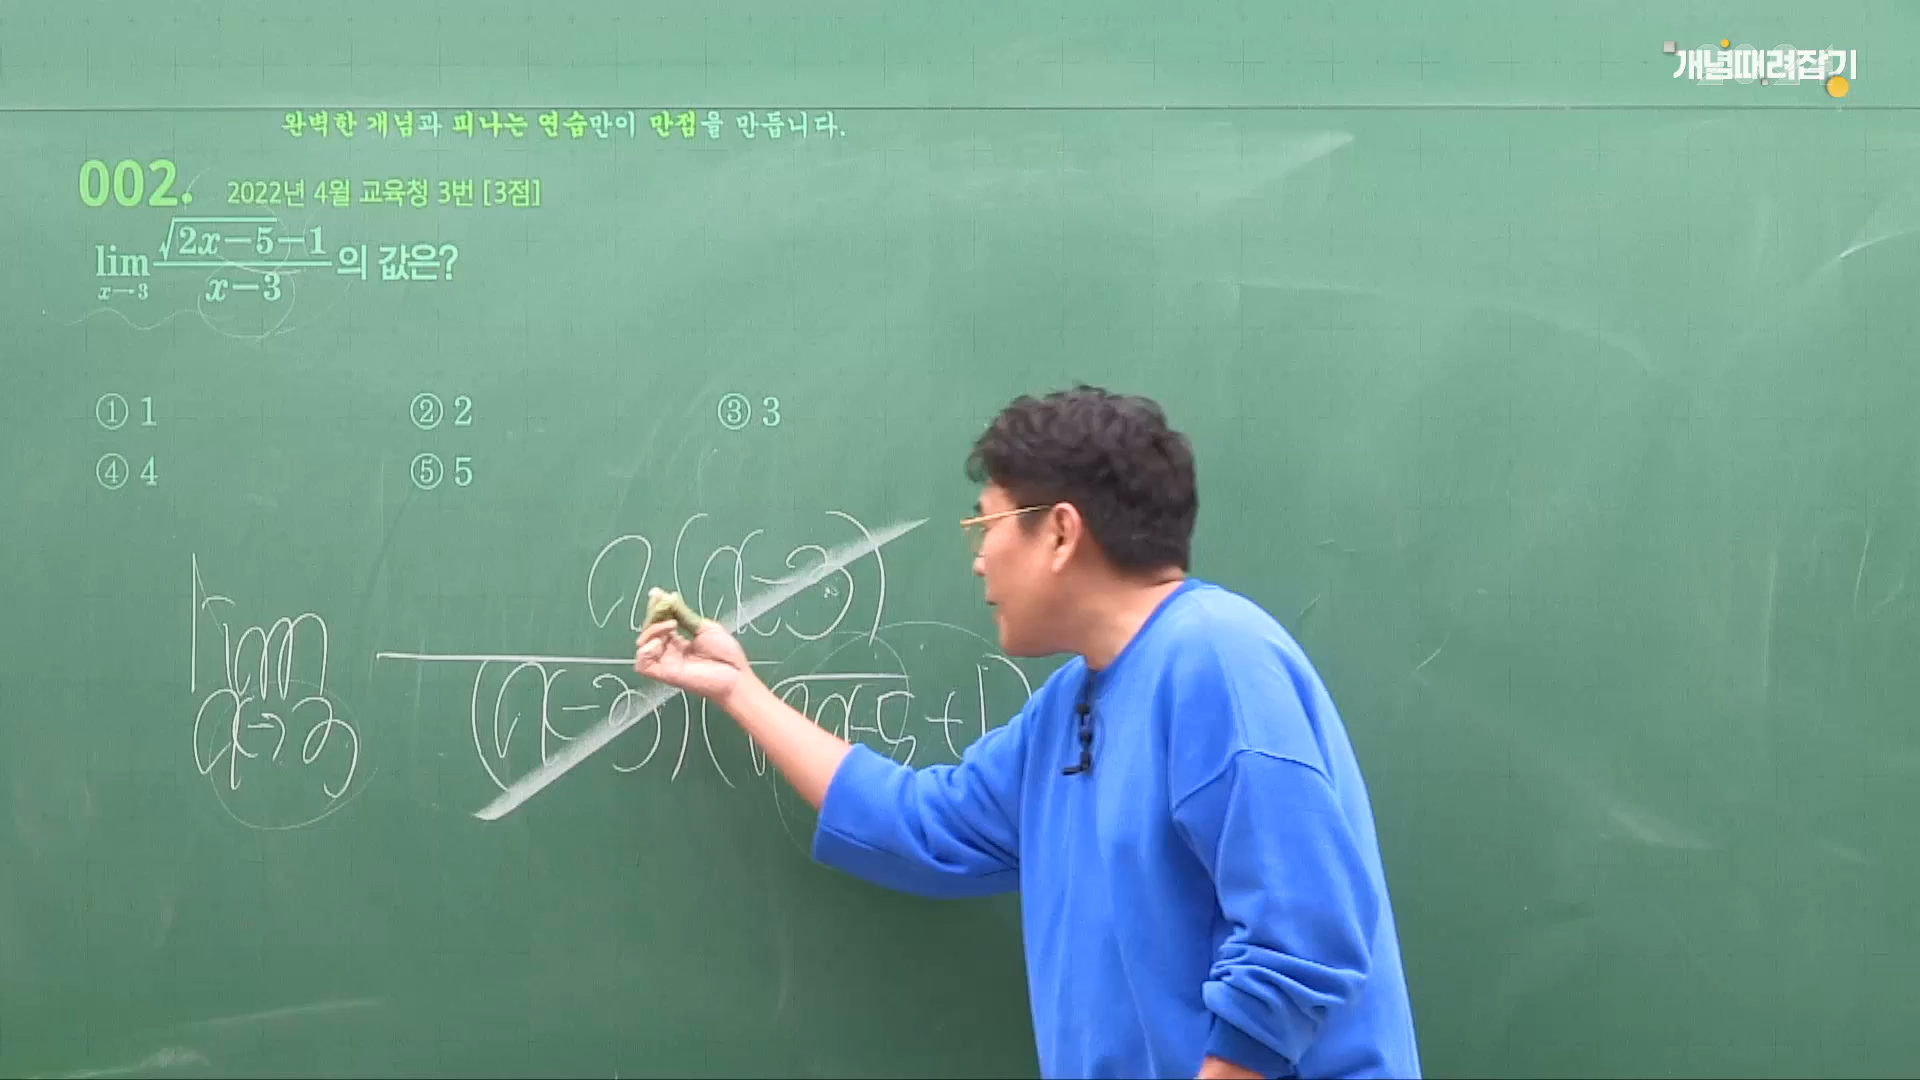 개념때려잡기
완벽한 개념과 피나는 연습만이 만점을 만듭니다.
002. 2022년 4월 교육청 3번 [3점]
lim x→3 (√(2x-5) - 1)/(x-3) 의 값은?
① 1 ② 2 ③ 3
④ 4 ⑤ 5
2(x-3)
lim x→3
(x-3)(√2x-5+1)